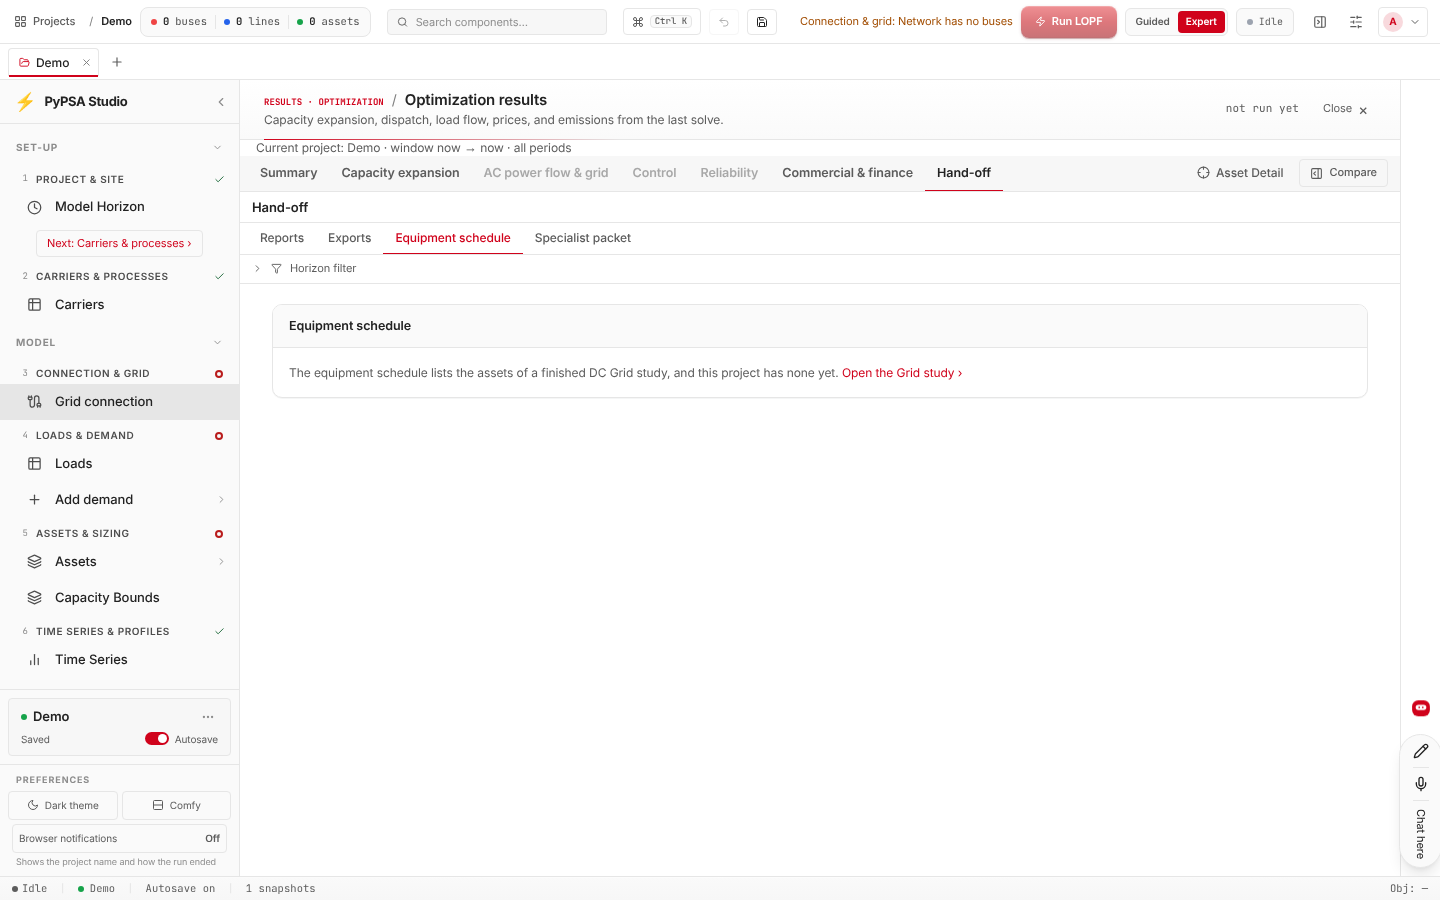 Projects / Demo 0 buses 0 lines 0 assets Search components... ⌘ Ctrl K Connection & grid: Network has no buses Run LOPF Guided Expert Idle A
Demo
PyPSA Studio
SET-UP
1 PROJECT & SITE
Model Horizon
Next: Carriers & processes ›
2 CARRIERS & PROCESSES
Carriers
MODEL
3 CONNECTION & GRID
Grid connection
4 LOADS & DEMAND
Loads
Add demand
5 ASSETS & SIZING
Assets
Capacity Bounds
6 TIME SERIES & PROFILES
Time Series
Demo
Saved Autosave
PREFERENCES
Dark theme Comfy
Browser notifications Off
Shows the project name and how the run ended
RESULTS · OPTIMIZATION / Optimization results
Capacity expansion, dispatch, load flow, prices, and emissions from the last solve.
not run yet Close ×
Current project: Demo · window now → now · all periods
Summary Capacity expansion AC power flow & grid Control Reliability Commercial & finance Hand-off Asset Detail Compare
Hand-off
Reports Exports Equipment schedule Specialist packet
Horizon filter
Equipment schedule
The equipment schedule lists the assets of a finished DC Grid study, and this project has none yet. Open the Grid study ›
Chat here
Idle Demo Autosave on 1 snapshots Obj: —